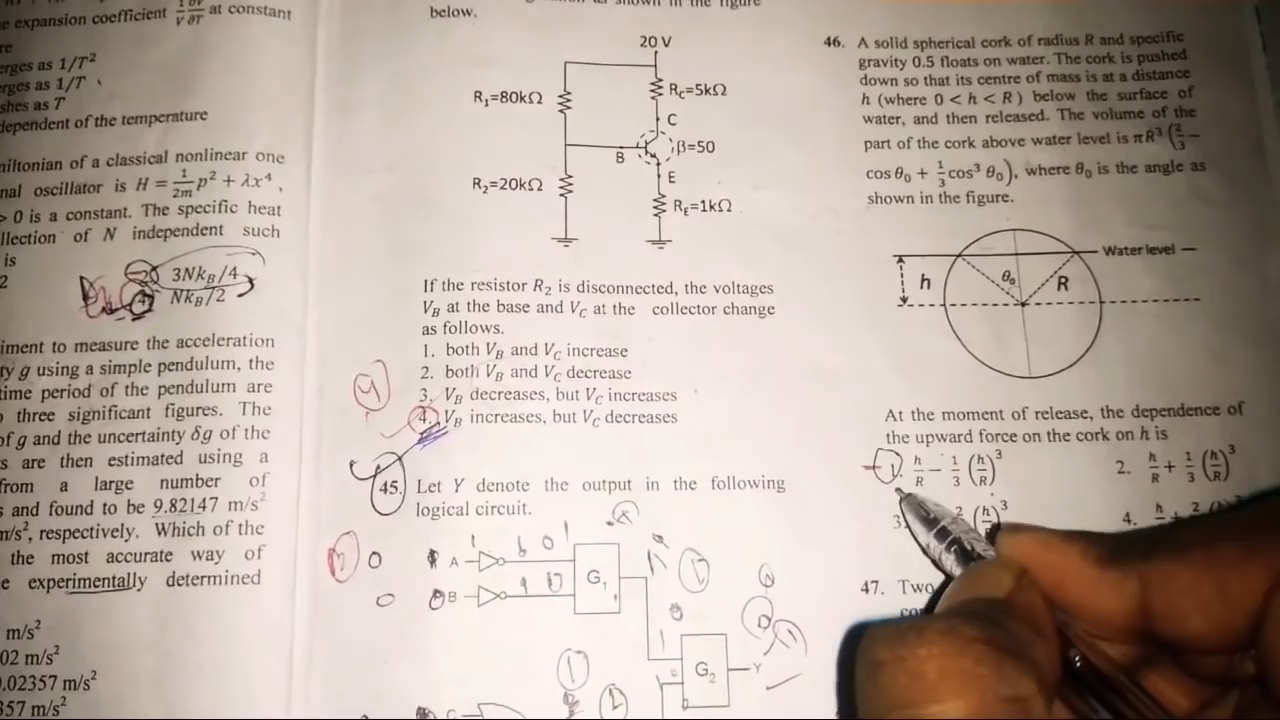 e expansion coefficient 1/V ∂V/∂T at constant
re
erges as 1/T²
erges as 1/T
shes as T
dependent of the temperature
niltonian of a classical nonlinear one
nal oscillator is H = 1/2m p² + λx⁴,
> 0 is a constant. The specific heat
llection of N independent such
is
2
3Nk_B/4
Nk_B/2
iment to measure the acceleration
ty g using a simple pendulum, the
time period of the pendulum are
three significant figures. The
of g and the uncertainty δg of the
s are then estimated using a
from a large number of
s and found to be 9.82147 m/s²
m/s², respectively. Which of the
the most accurate way of
e experimentally determined
m/s²
02 m/s²
0.02357 m/s²
357 m/s²
as shown in the figure
below.
20 V
R₁=80kΩ
R_C=5kΩ
C
B
β=50
E
R₂=20kΩ
R_E=1kΩ
If the resistor R₂ is disconnected, the voltages
V_B at the base and V_C at the collector change
as follows.
1. both V_B and V_C increase
2. both V_B and V_C decrease
3. V_B decreases, but V_C increases
4. V_B increases, but V_C decreases
45. Let Y denote the output in the following
logical circuit.
A
B
G₁
G₂
Y
46. A solid spherical cork of radius R and specific
gravity 0.5 floats on water. The cork is pushed
down so that its centre of mass is at a distance
h (where 0 < h < R) below the surface of
water, and then released. The volume of the
part of the cork above water level is πR³ (2/3 −
cos θ₀ + 1/3 cos³ θ₀), where θ₀ is the angle as
shown in the figure.
Water level
h
θ₀
R
At the moment of release, the dependence of
the upward force on the cork on h is
1. h/R − 1/3 (h/R)³
2. h/R + 1/3 (h/R)³
3.
4.
47. Two